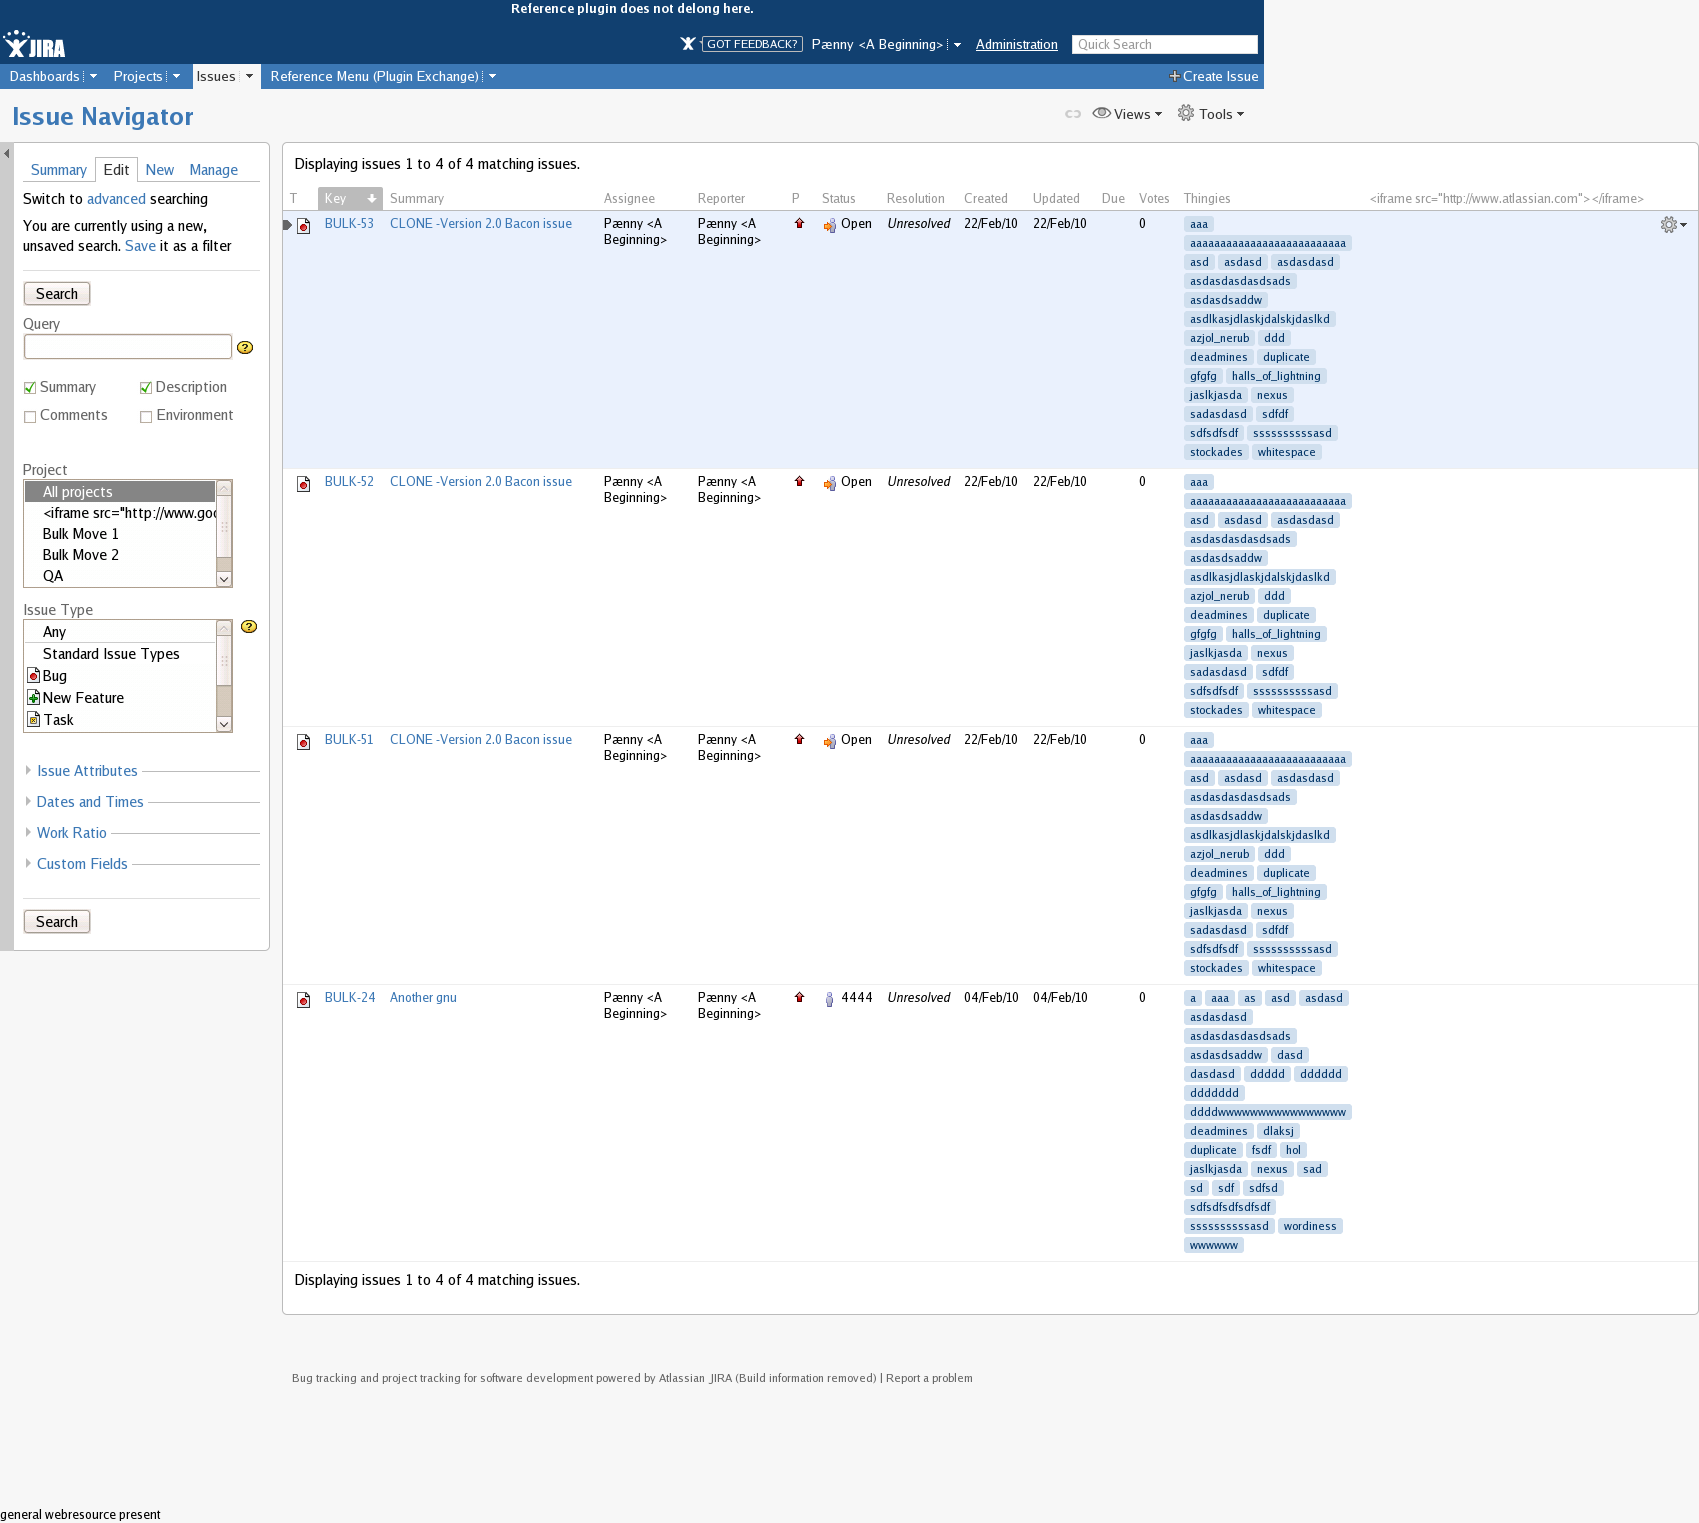 Reference plugin does not delong here.
JIRA
GOT FEEDBACK? Pænny <A Beginning> Administration Quick Search
Dashboards Projects Issues Reference Menu (Plugin Exchange) Create Issue
Issue Navigator
Views Tools
Summary Edit New Manage
Switch to advanced searching
You are currently using a new,
unsaved search. Save it as a filter
Search
Query
Summary Description
Comments Environment
Project
All projects
<iframe src="http://www.goo
Bulk Move 1
Bulk Move 2
QA
Issue Type
Any
Standard Issue Types
Bug
New Feature
Task
Issue Attributes
Dates and Times
Work Ratio
Custom Fields
Search
Displaying issues 1 to 4 of 4 matching issues.
T Key Summary Assignee Reporter P Status Resolution Created Updated Due Votes Thingies <iframe src="http://www.atlassian.com"></iframe>
BULK-53 CLONE -Version 2.0 Bacon issue Pænny <A Pænny <A Open Unresolved 22/Feb/10 22/Feb/10 0 aaa
Beginning> Beginning>
aaaaaaaaaaaaaaaaaaaaaaaaaa
asd asdasd asdasdasd
asdasdasdasdsads
asdasdsaddw
asdlkasjdlaskjdalskjdaslkd
azjol_nerub ddd
deadmines duplicate
gfgfg halls_of_lightning
jaslkjasda nexus
sadasdasd sdfdf
sdfsdfsdf ssssssssssasd
stockades whitespace
BULK-52 CLONE -Version 2.0 Bacon issue Pænny <A Pænny <A Open Unresolved 22/Feb/10 22/Feb/10 0 aaa
Beginning> Beginning>
aaaaaaaaaaaaaaaaaaaaaaaaaa
asd asdasd asdasdasd
asdasdasdasdsads
asdasdsaddw
asdlkasjdlaskjdalskjdaslkd
azjol_nerub ddd
deadmines duplicate
gfgfg halls_of_lightning
jaslkjasda nexus
sadasdasd sdfdf
sdfsdfsdf ssssssssssasd
stockades whitespace
BULK-51 CLONE -Version 2.0 Bacon issue Pænny <A Pænny <A Open Unresolved 22/Feb/10 22/Feb/10 0 aaa
Beginning> Beginning>
aaaaaaaaaaaaaaaaaaaaaaaaaa
asd asdasd asdasdasd
asdasdasdasdsads
asdasdsaddw
asdlkasjdlaskjdalskjdaslkd
azjol_nerub ddd
deadmines duplicate
gfgfg halls_of_lightning
jaslkjasda nexus
sadasdasd sdfdf
sdfsdfsdf ssssssssssasd
stockades whitespace
BULK-24 Another gnu Pænny <A Pænny <A 4444 Unresolved 04/Feb/10 04/Feb/10 0 a aaa as asd asdasd
Beginning> Beginning>
asdasdasd
asdasdasdasdsads
asdasdsaddw dasd
dasdasd ddddd dddddd
ddddddd
ddddwwwwwwwwwwwwwwww
deadmines dlaksj
duplicate fsdf hol
jaslkjasda nexus sad
sd sdf sdfsd
sdfsdfsdfsdfsdf
ssssssssssasd wordiness
wwwwww
Displaying issues 1 to 4 of 4 matching issues.
Bug tracking and project tracking for software development powered by Atlassian JIRA (Build information removed) | Report a problem
general webresource present